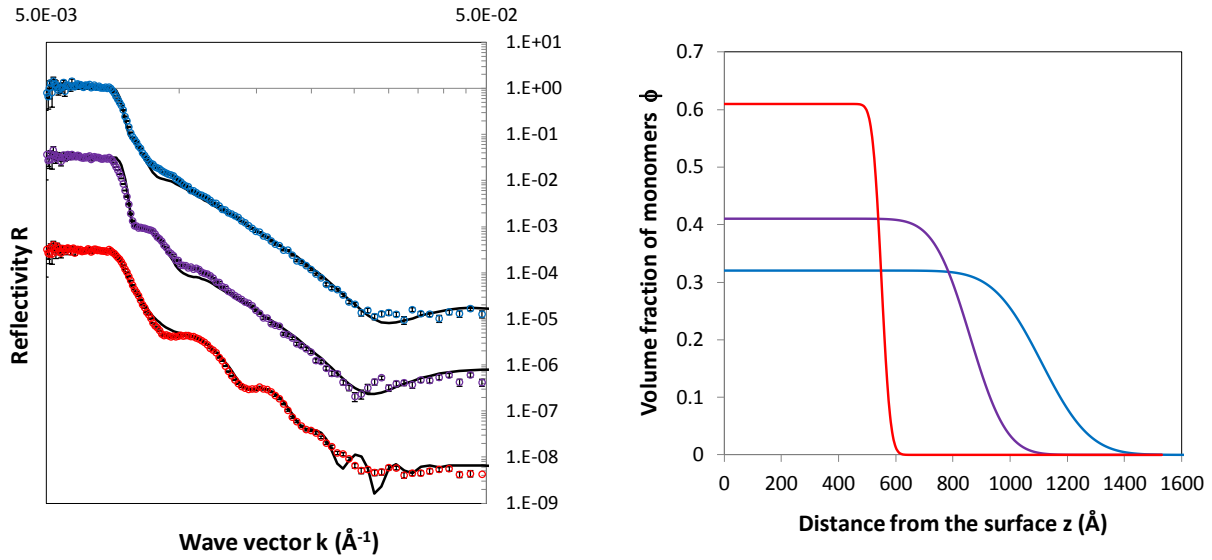 5.0E-03 5.0E-02
1.E+01
1.E+00
1.E-01
1.E-02
1.E-03
1.E-04
1.E-05
1.E-06
1.E-07
1.E-08
1.E-09
Reflectivity R
Wave vector k (Å⁻¹)
0.7
0.6
0.5
0.4
0.3
0.2
0.1
0
Volume fraction of monomers ϕ
0 200 400 600 800 1000 1200 1400 1600
Distance from the surface z (Å)